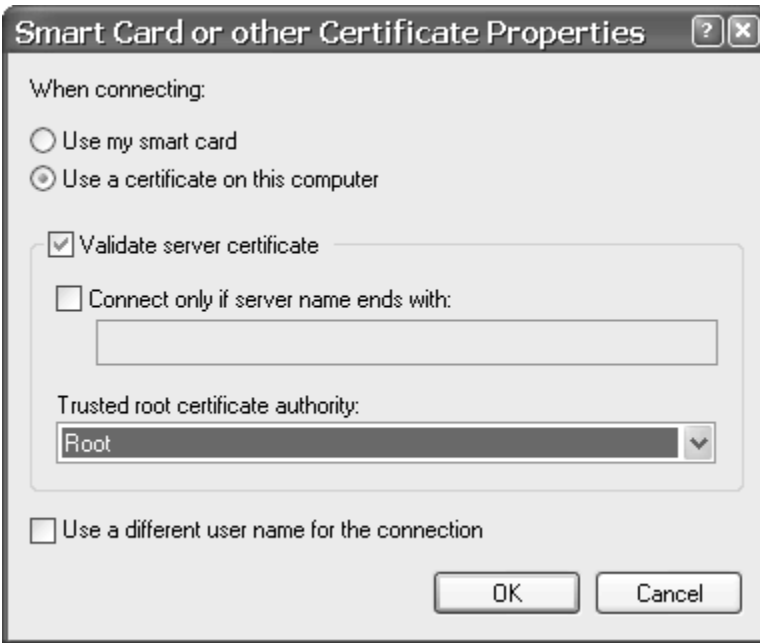 Smart Card or other Certificate Properties
When connecting:
Use my smart card
Use a certificate on this computer
Validate server certificate
Connect only if server name ends with:
Trusted root certificate authority:
Root
Use a different user name for the connection
OK Cancel